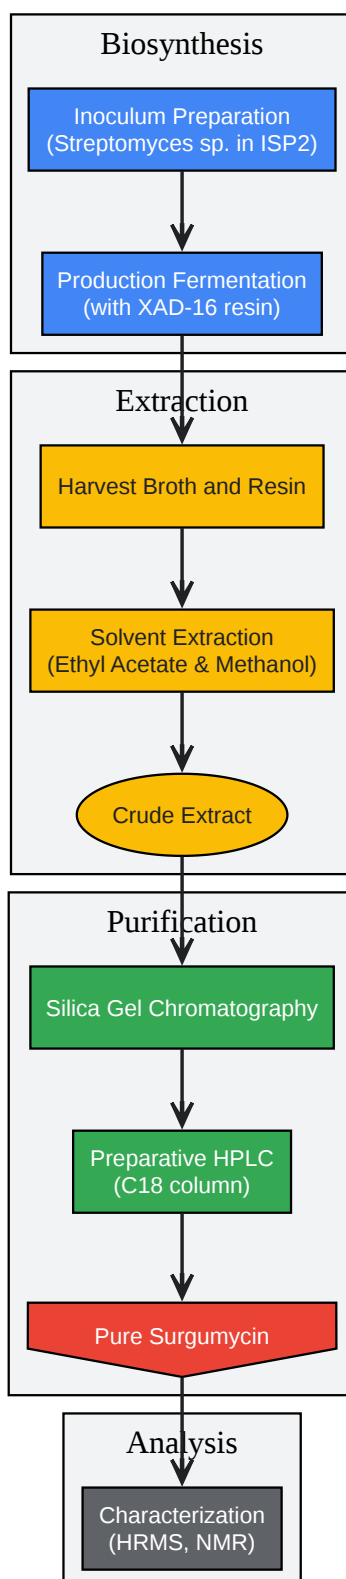 Biosynthesis
Inoculum Preparation
(Streptomyces sp. in ISP2)
Production Fermentation
(with XAD-16 resin)
Extraction
Harvest Broth and Resin
Solvent Extraction
(Ethyl Acetate & Methanol)
Crude Extract
Purification
Silica Gel Chromatography
Preparative HPLC
(C18 column)
Pure Surgumycin
Analysis
Characterization
(HRMS, NMR)